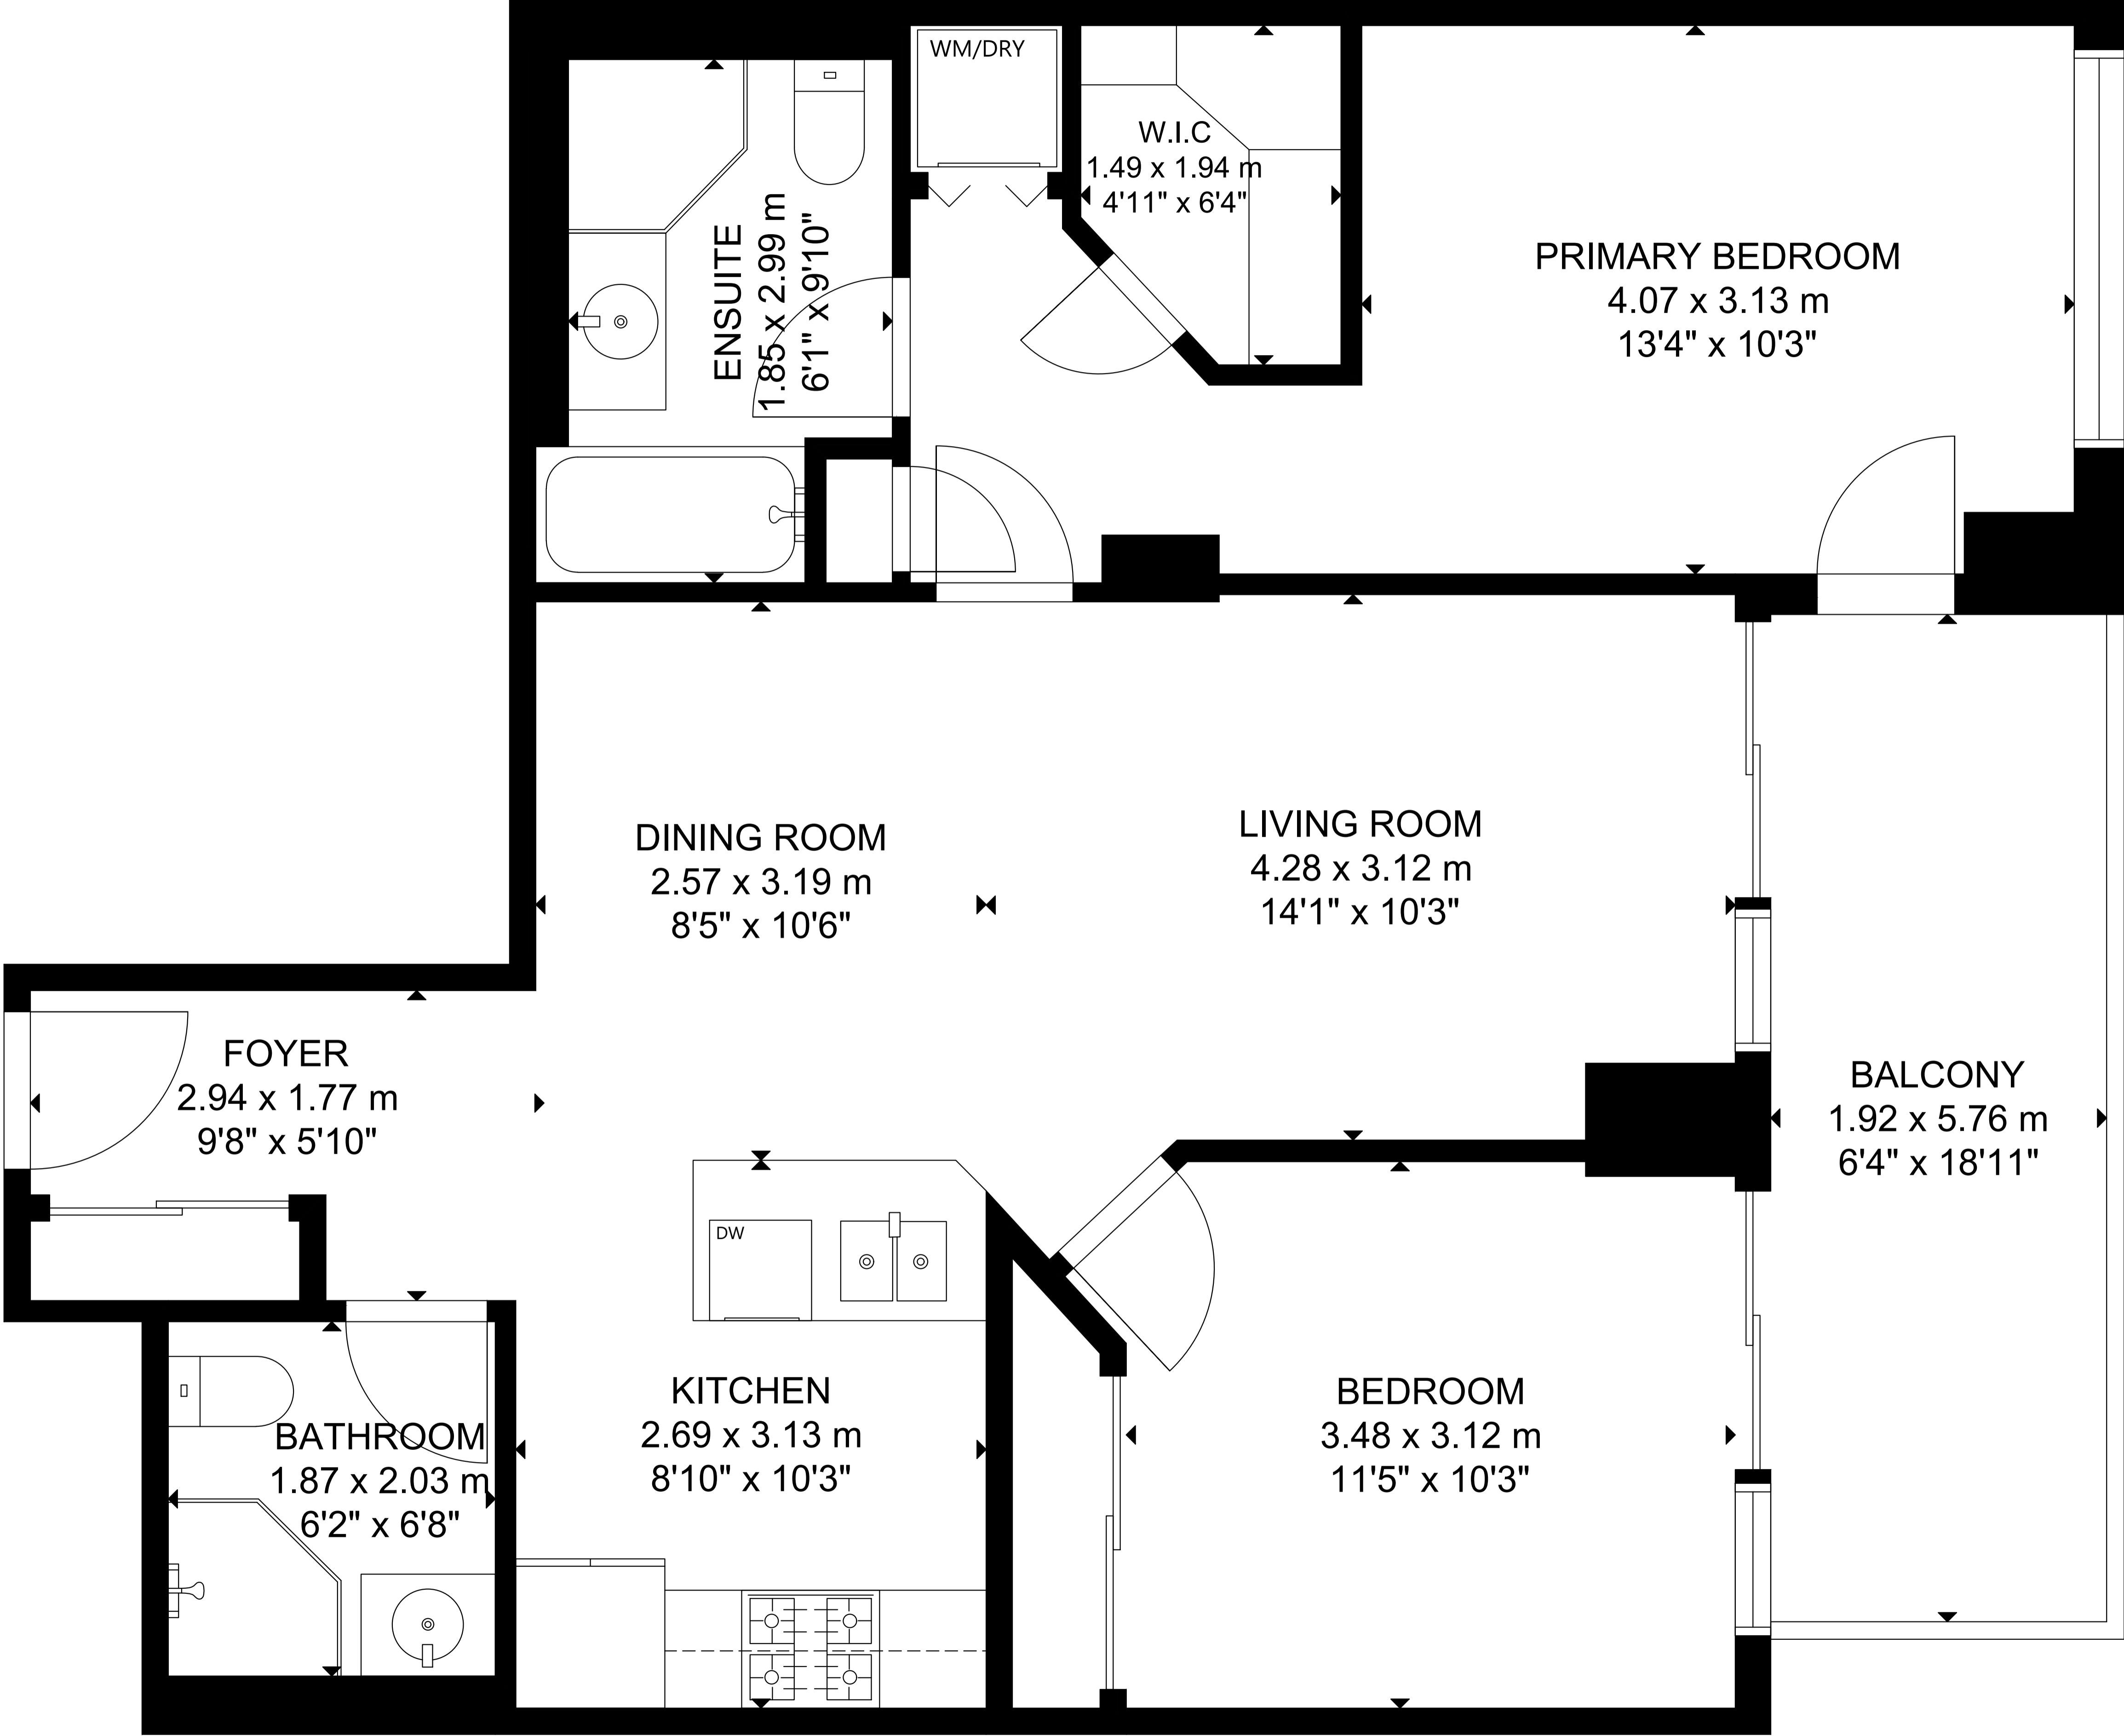 WM/DRY
W.I.C
1.49 x 1.94 m
4'11" x 6'4"
ENSUITE
1.85 x 2.99 m
6'1" x 9'10"
PRIMARY BEDROOM
4.07 x 3.13 m
13'4" x 10'3"
DINING ROOM
2.57 x 3.19 m
8'5" x 10'6"
LIVING ROOM
4.28 x 3.12 m
14'1" x 10'3"
FOYER
2.94 x 1.77 m
9'8" x 5'10"
BALCONY
1.92 x 5.76 m
6'4" x 18'11"
DW
BATHROOM
1.87 x 2.03 m
6'2" x 6'8"
KITCHEN
2.69 x 3.13 m
8'10" x 10'3"
BEDROOM
3.48 x 3.12 m
11'5" x 10'3"